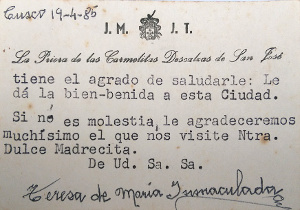 Cusco 19-4-85
J. M. J. T.
La Priora de las Carmelitas Descalzas de San José
tiene el agrado de saludarle: Le
dá la bien-benida a esta Ciudad.
Si no es molestia, le agradeceremos
muchísimo el que nos visite Ntra.
Dulce Madrecita.
De Ud. Sa. Sa.
Teresa de María Inmaculada